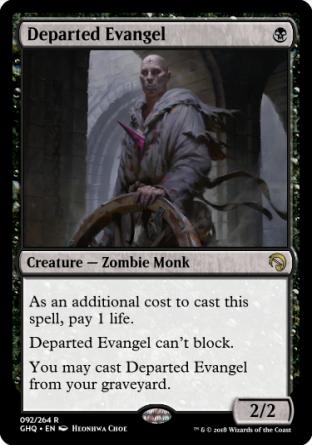 Departed Evangel
Creature — Zombie Monk
As an additional cost to cast this
spell, pay 1 life.
Departed Evangel can't block.
You may cast Departed Evangel
from your graveyard.
2/2
092/264 R
GHQ • EN HEONHWA CHOE
™ & © 2018 Wizards of the Coast